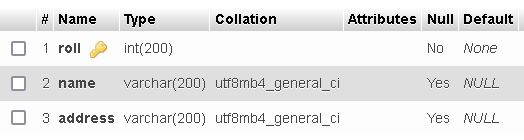 # Name Type Collation Attributes Null Default
1 roll int(200) No None
2 name varchar(200) utf8mb4_general_ci Yes NULL
3 address varchar(200) utf8mb4_general_ci Yes NULL